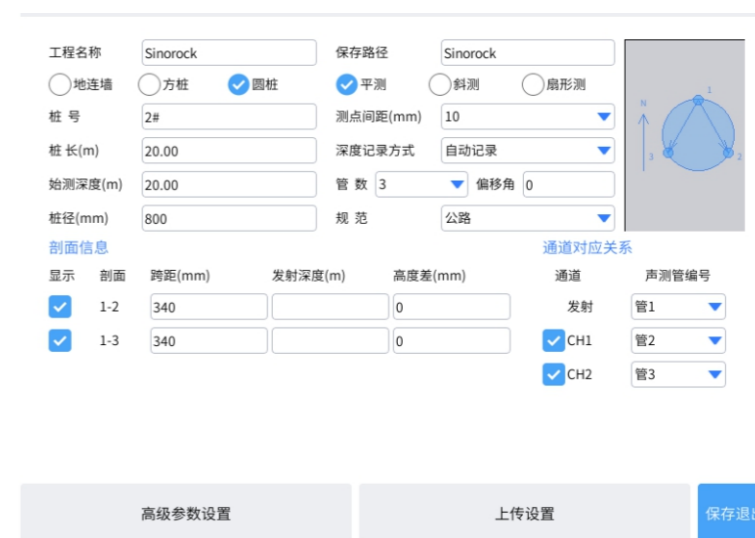 工程名称 Sinorock 保存路径 Sinorock
地连墙 方桩 圆桩 平测 斜测 扇形测
桩 号 2# 测点间距(mm) 10
桩 长(m) 20.00 深度记录方式 自动记录
始测深度(m) 20.00 管 数 3 偏移角 0
桩径(mm) 800 规 范 公路
N 1 2 3
剖面信息 通道对应关系
显示 剖面 跨距(mm) 发射深度(m) 高度差(mm) 通道 声测管编号
1-2 340 0 发射 管1
1-3 340 0 CH1 管2
CH2 管3
高级参数设置 上传设置 保存退